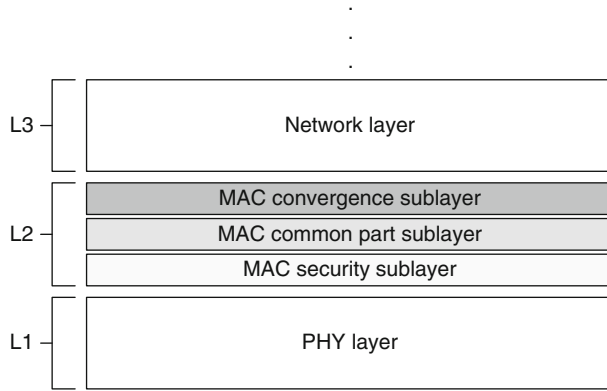 L3
Network layer
MAC convergence sublayer
L2
MAC common part sublayer
MAC security sublayer
L1
PHY layer